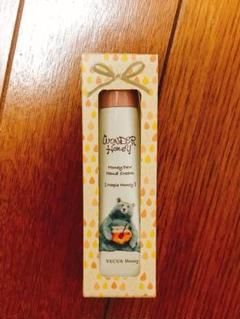 WONDER
Honey
Honey Dew
Hand Cream
[Maple Honey]
VECUA Honey